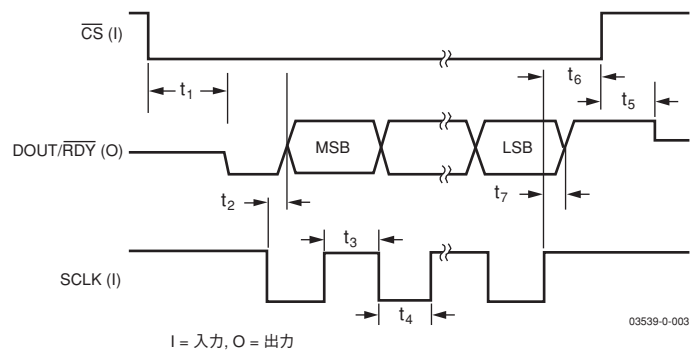 CS (I)
t1
t6
t5
DOUT/RDY (O)
MSB
LSB
t2
t7
t3
SCLK (I)
t4
03539-0-003
I = 入力, O = 出力